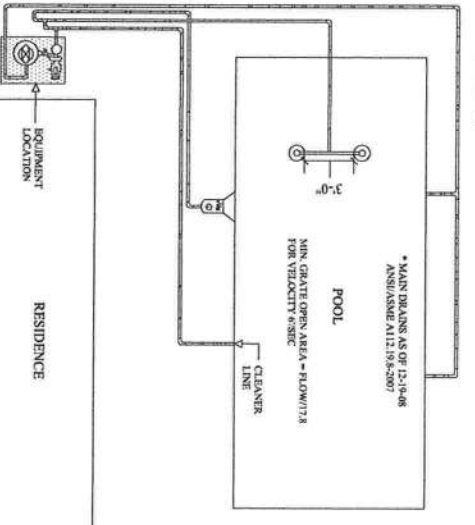 * MAIN DRAINS AS OF 12-19-08
ANSI/ASME A112.19.8-2007
POOL
MIN. GRATE OPEN AREA = FLOW/17.8
FOR VELOCITY 6'/SEC
3'-0"
CLEANER
LINE
EQUIPMENT
LOCATION
RESIDENCE